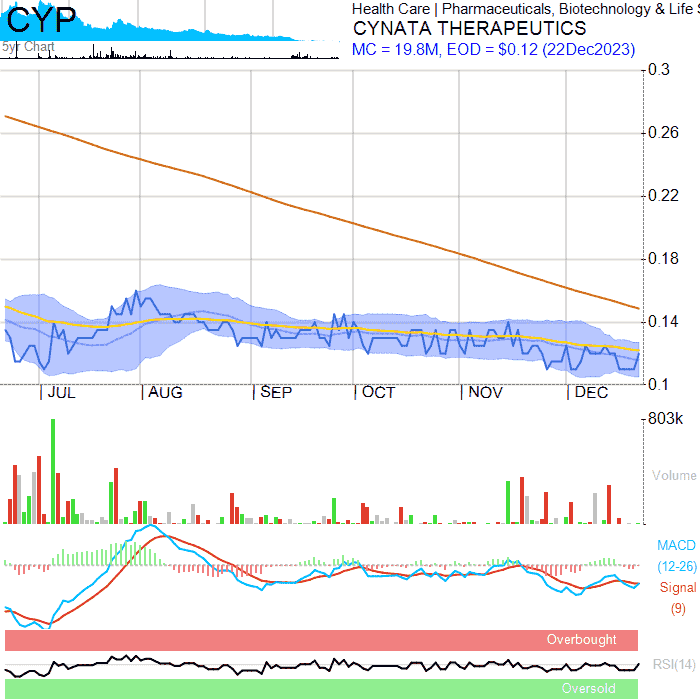 CYP
5yr Chart
Health Care | Pharmaceuticals, Biotechnology & Life S
CYNATA THERAPEUTICS
MC = 19.8M, EOD = $0.12 (22Dec2023)
0.3
0.26
0.22
0.18
0.14
0.1
| JUL | AUG | SEP | OCT | NOV | DEC
803k
Volume
MACD
(12-26)
Signal
(9)
Overbought
RSI(14)
Oversold